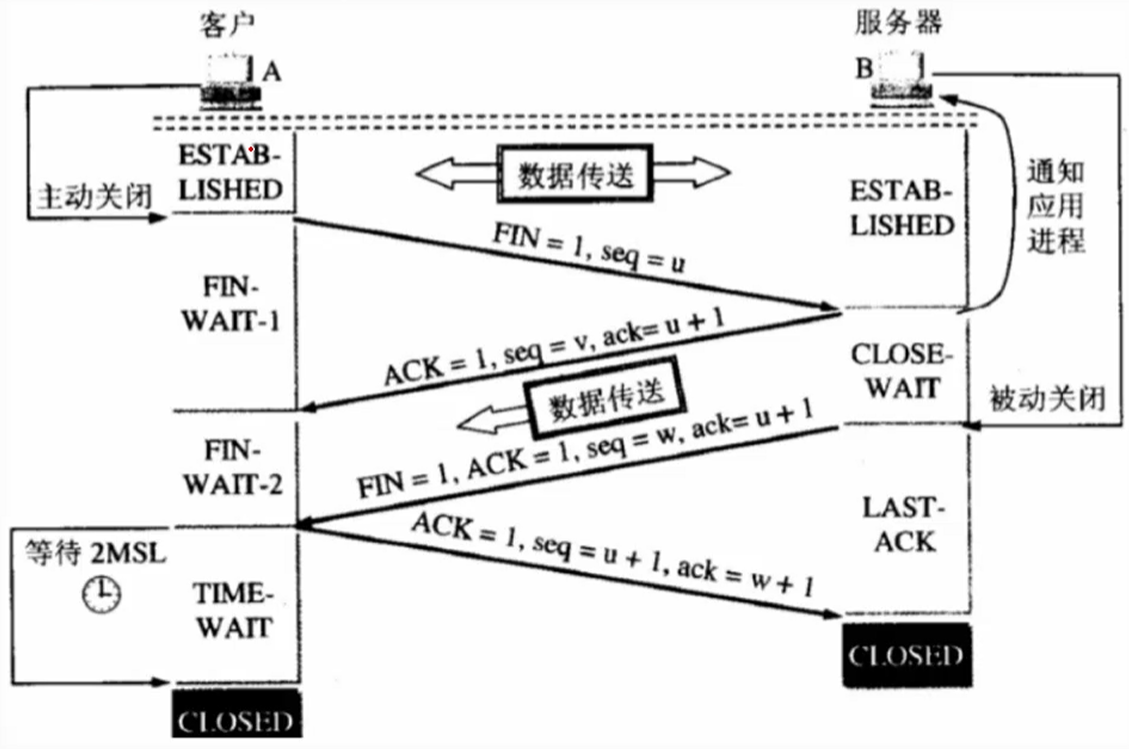 客户
服务器
A
B
ESTAB-
LISHED
数据传送
ESTAB-
LISHED
通知
应用
进程
主动关闭
FIN = 1, seq = u
FIN-
WAIT-1
ACK = 1, seq = v, ack= u + 1
CLOSE-
WAIT
数据传送
被动关闭
FIN-
WAIT-2
FIN = 1, ACK = 1, seq = w, ack= u + 1
LAST-
ACK
ACK = 1, seq = u + 1, ack = w + 1
等待 2MSL
TIME-
WAIT
CLOSED
CLOSED